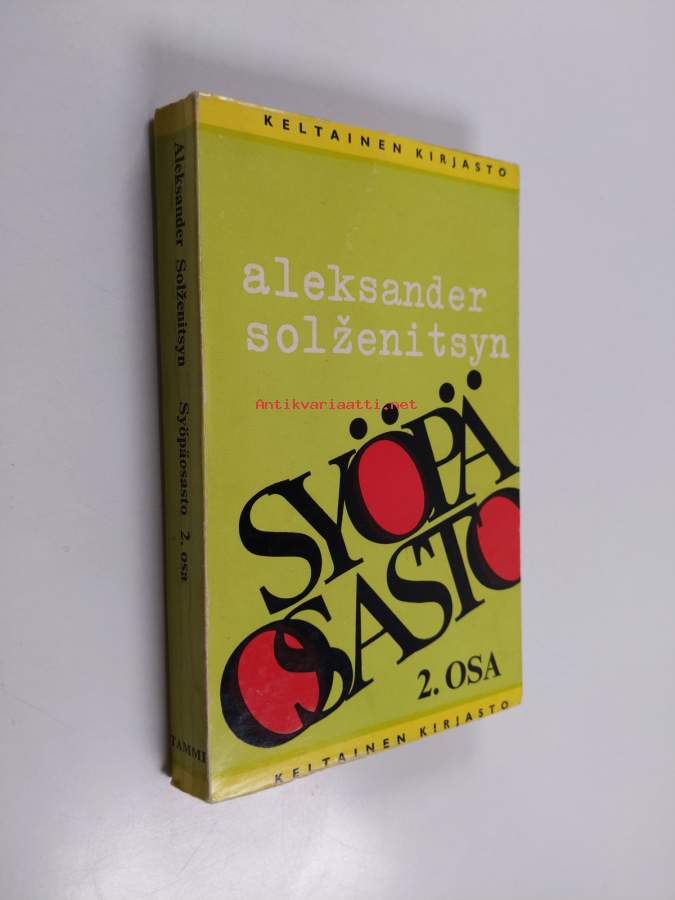 KELTAINEN KIRJASTO
aleksander
solženitsyn
Antikvariaatti.net
SYÖPÄ
OSASTO
2. OSA
KELTAINEN KIRJASTO
Aleksander Solženitsyn Syöpäosasto 2. osa
TAMMI